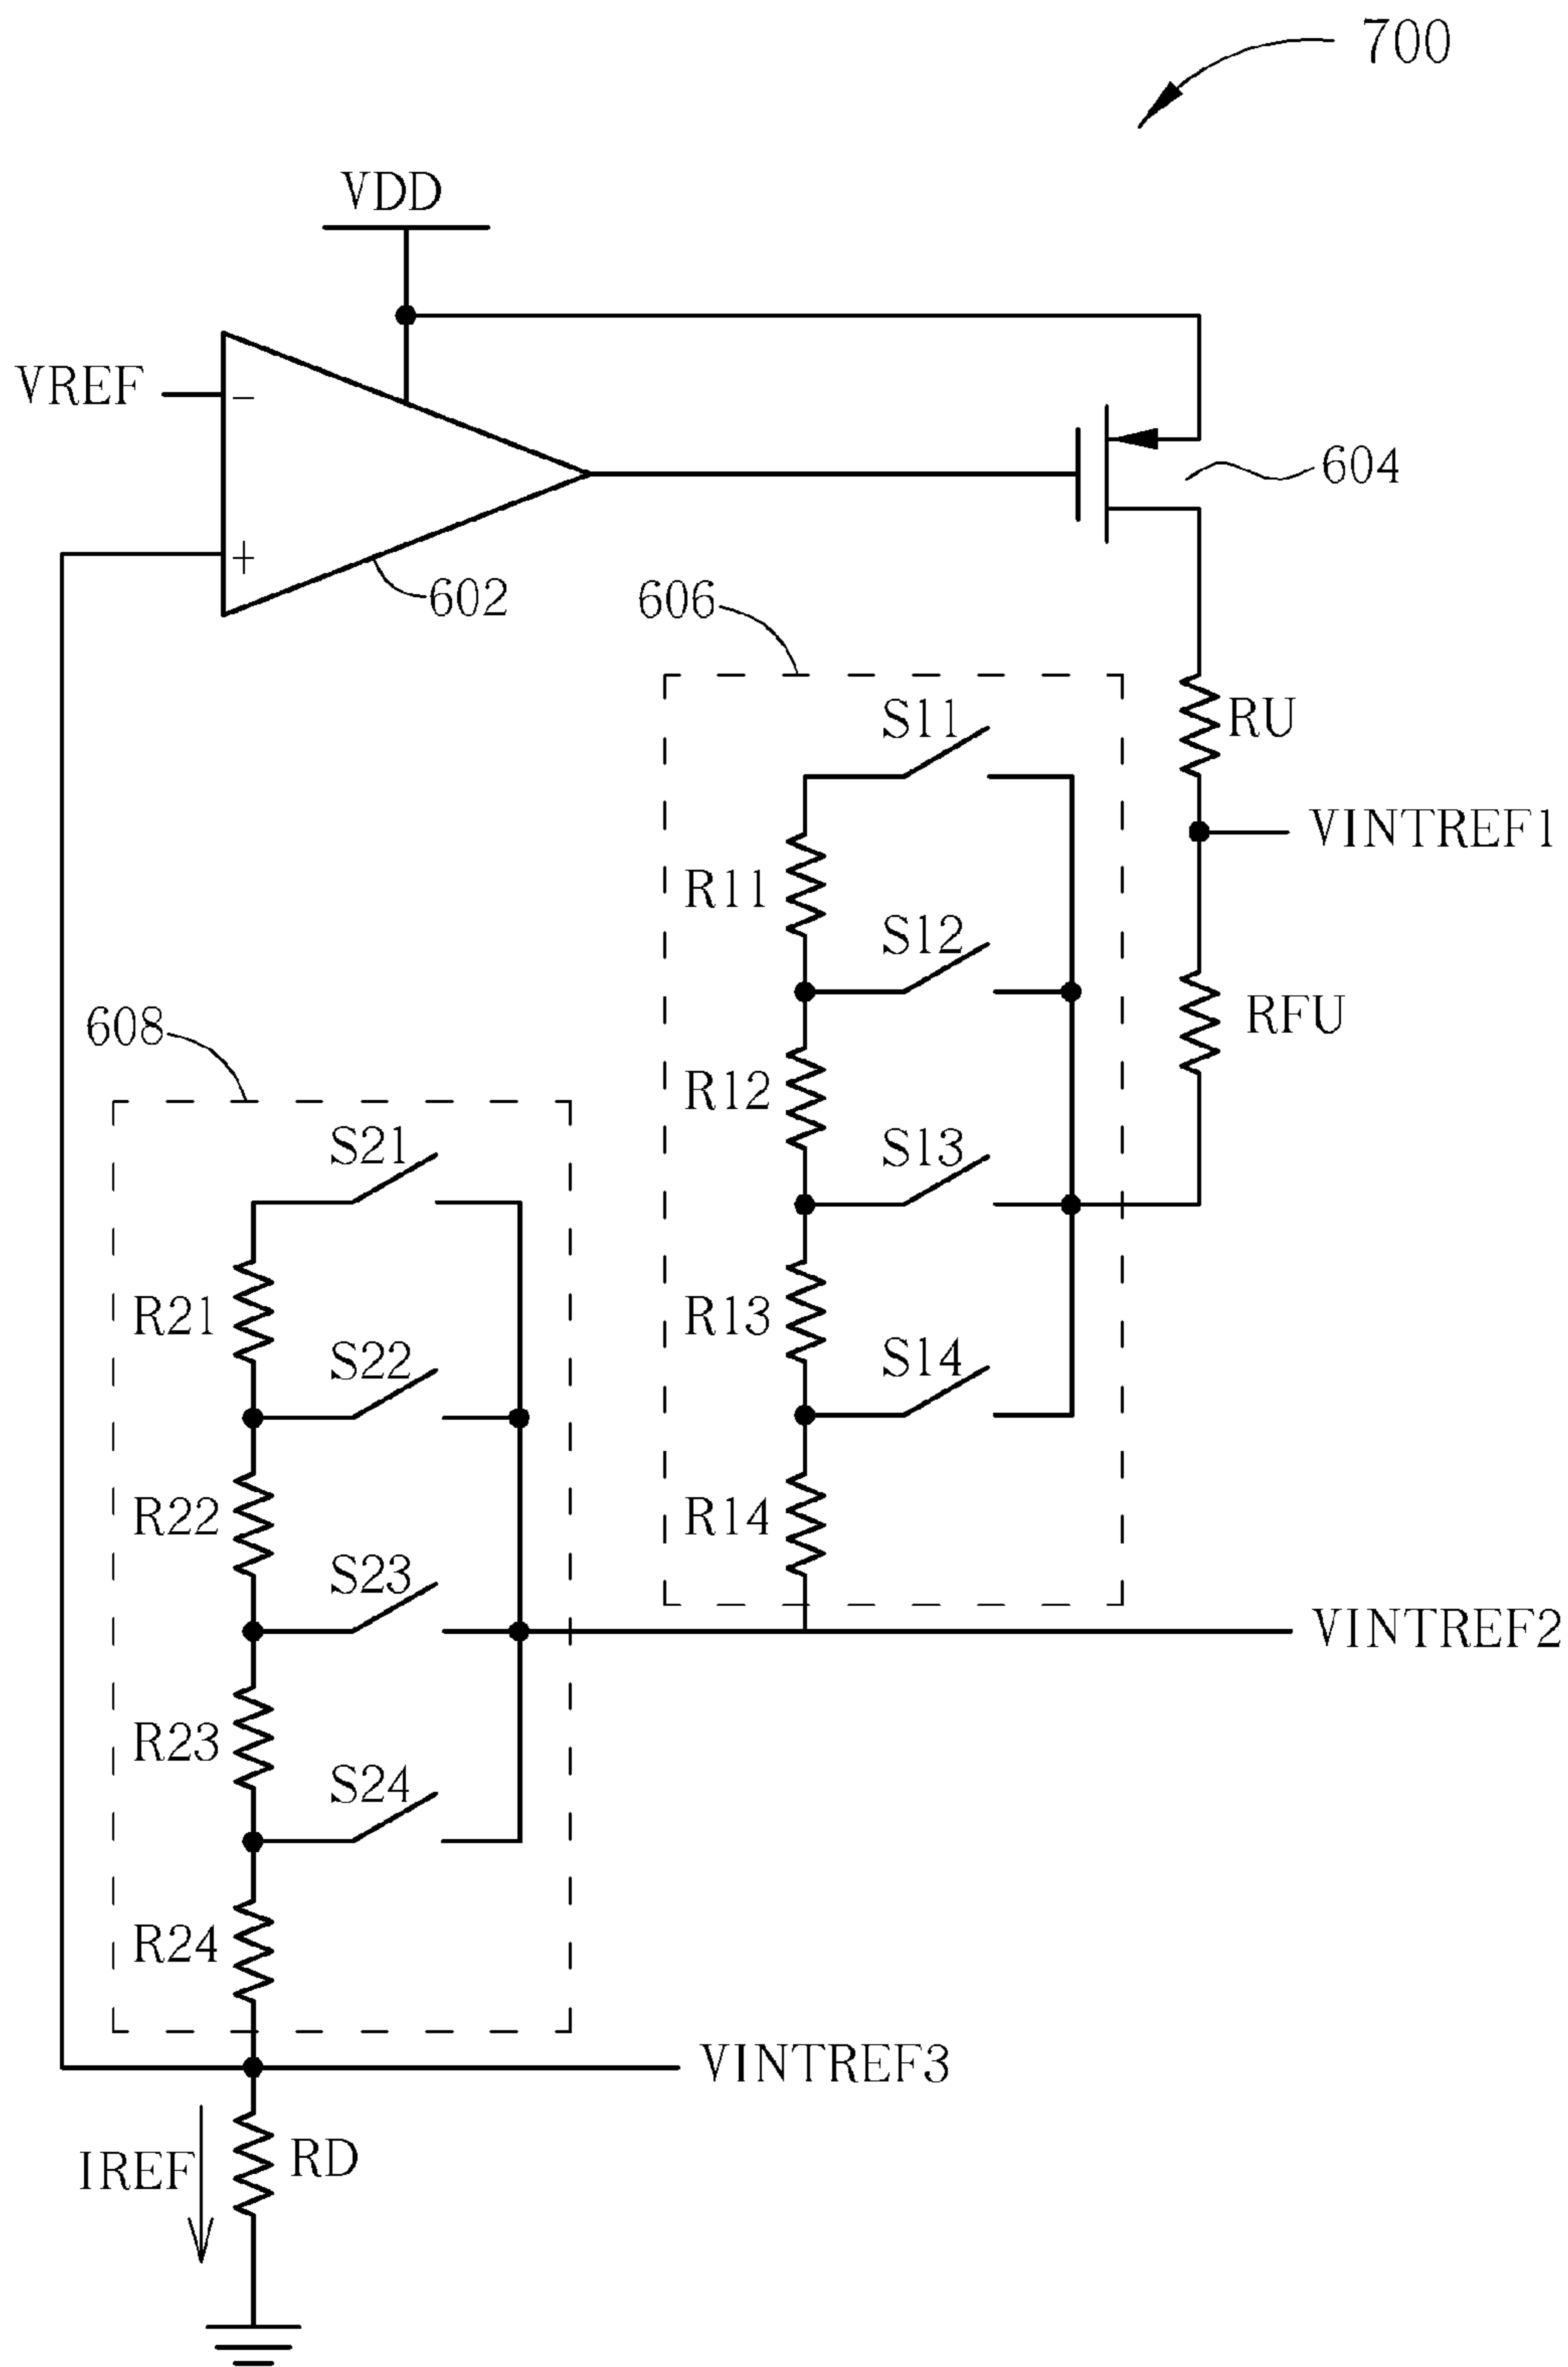 700
VDD
VREF
−
+
602
604
606
RU
S11
VINTREF1
R11
S12
RFU
608
R12
S21
S13
R21
R13
S22
S14
R22
R14
S23
VINTREF2
R23
S24
R24
VINTREF3
IREF
RD